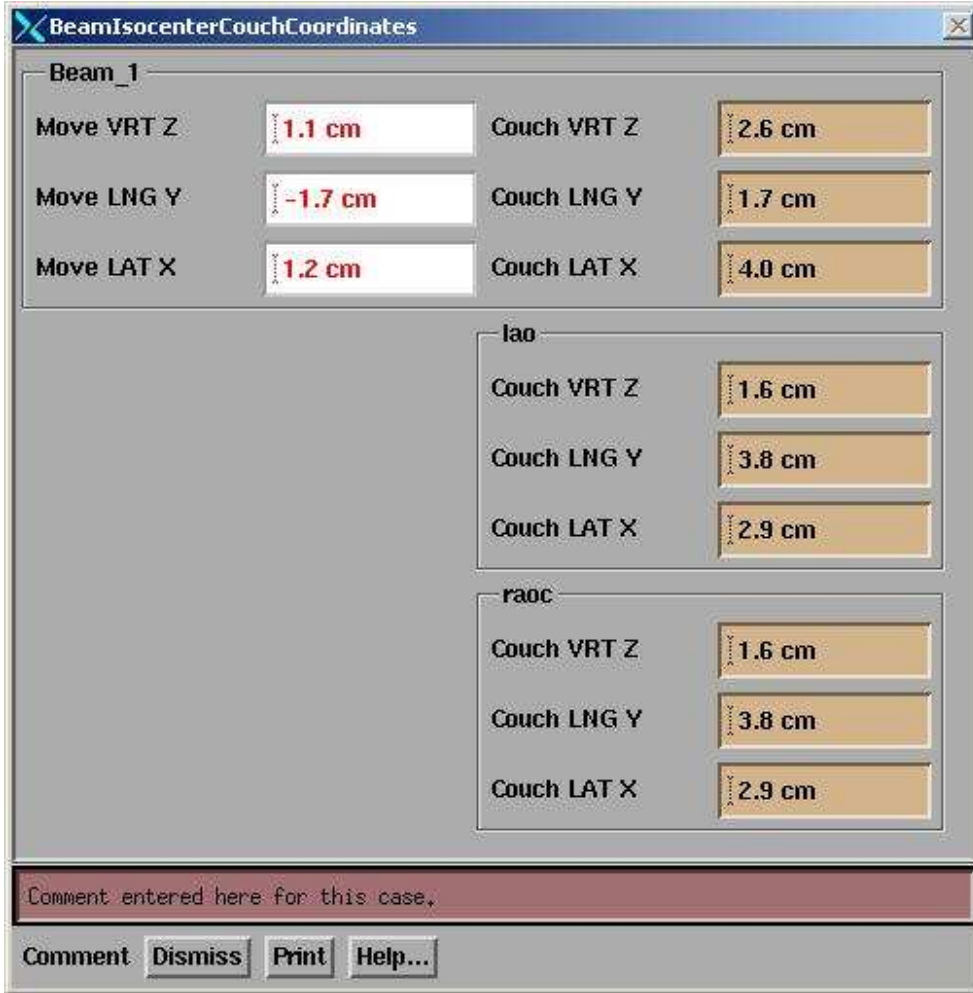 BeamIsocenterCouchCoordinates
Beam_1
Move VRT Z 1.1 cm Couch VRT Z 2.6 cm
Move LNG Y -1.7 cm Couch LNG Y 1.7 cm
Move LAT X 1.2 cm Couch LAT X 4.0 cm
lao
Couch VRT Z 1.6 cm
Couch LNG Y 3.8 cm
Couch LAT X 2.9 cm
raoc
Couch VRT Z 1.6 cm
Couch LNG Y 3.8 cm
Couch LAT X 2.9 cm
Comment entered here for this case.
Comment Dismiss Print Help...